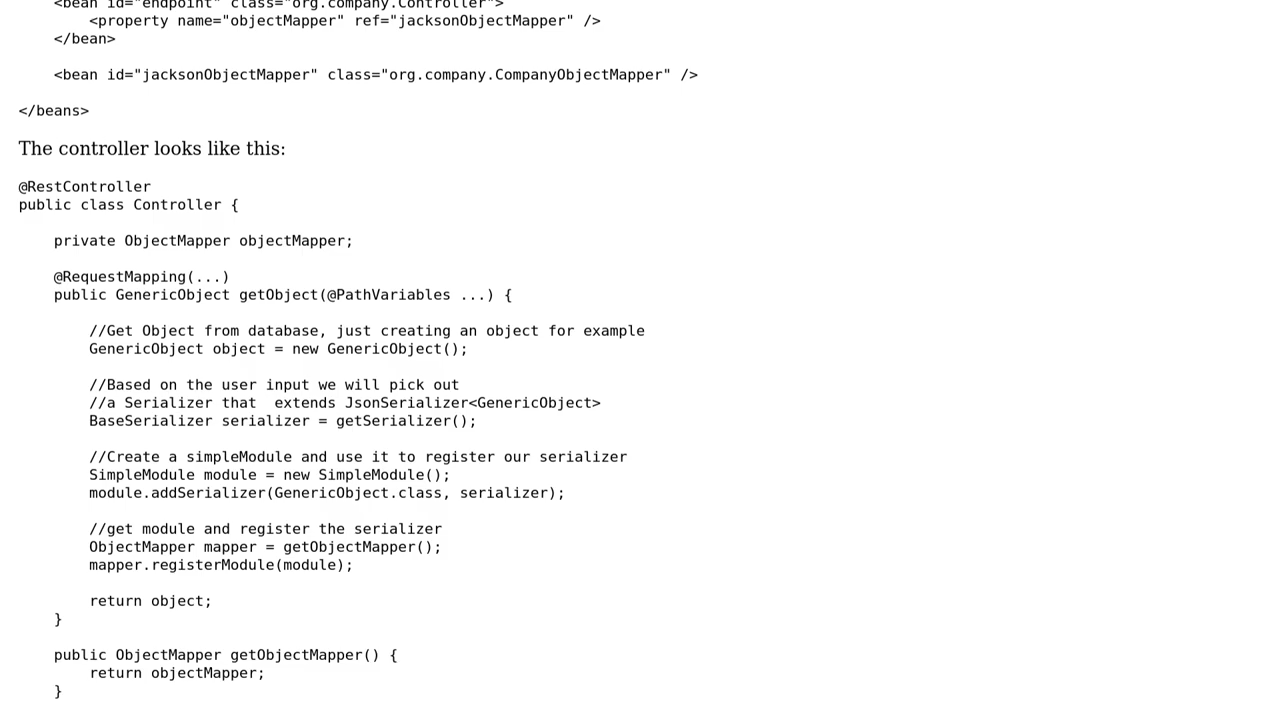 <bean id="endpoint" class="org.company.Controller">
<property name="objectMapper" ref="jacksonObjectMapper" />
</bean>
<bean id="jacksonObjectMapper" class="org.company.CompanyObjectMapper" />
</beans>
The controller looks like this:
@RestController
public class Controller {
private ObjectMapper objectMapper;
@RequestMapping(...)
public GenericObject getObject(@PathVariables ...) {
//Get Object from database, just creating an object for example
GenericObject object = new GenericObject();
//Based on the user input we will pick out
//a Serializer that  extends JsonSerializer<GenericObject>
BaseSerializer serializer = getSerializer();
//Create a simpleModule and use it to register our serializer
SimpleModule module = new SimpleModule();
module.addSerializer(GenericObject.class, serializer);
//get module and register the serializer
ObjectMapper mapper = getObjectMapper();
mapper.registerModule(module);
return object;
}
public ObjectMapper getObjectMapper() {
return objectMapper;
}